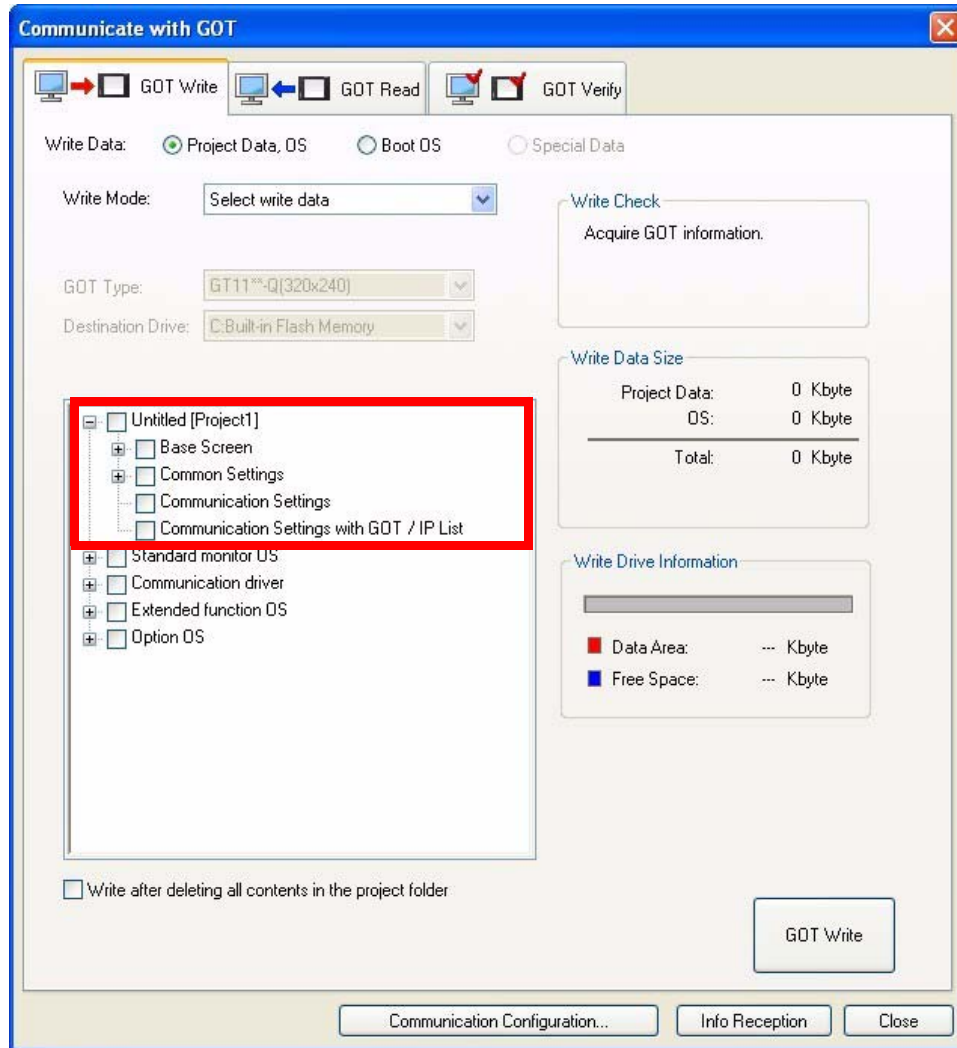 Communicate with GOT
GOT Write GOT Read GOT Verify
Write Data: Project Data, OS Boot OS Special Data
Write Mode: Select write data
Write Check
Acquire GOT information.
GOT Type: GT11**-Q(320x240)
Destination Drive: C:Built-in Flash Memory
Write Data Size
Project Data: 0 Kbyte
OS: 0 Kbyte
Total: 0 Kbyte
Untitled [Project1]
Base Screen
Common Settings
Communication Settings
Communication Settings with GOT / IP List
Standard monitor OS
Communication driver
Extended function OS
Option OS
Write Drive Information
Data Area: --- Kbyte
Free Space: --- Kbyte
Write after deleting all contents in the project folder
GOT Write
Communication Configuration... Info Reception Close